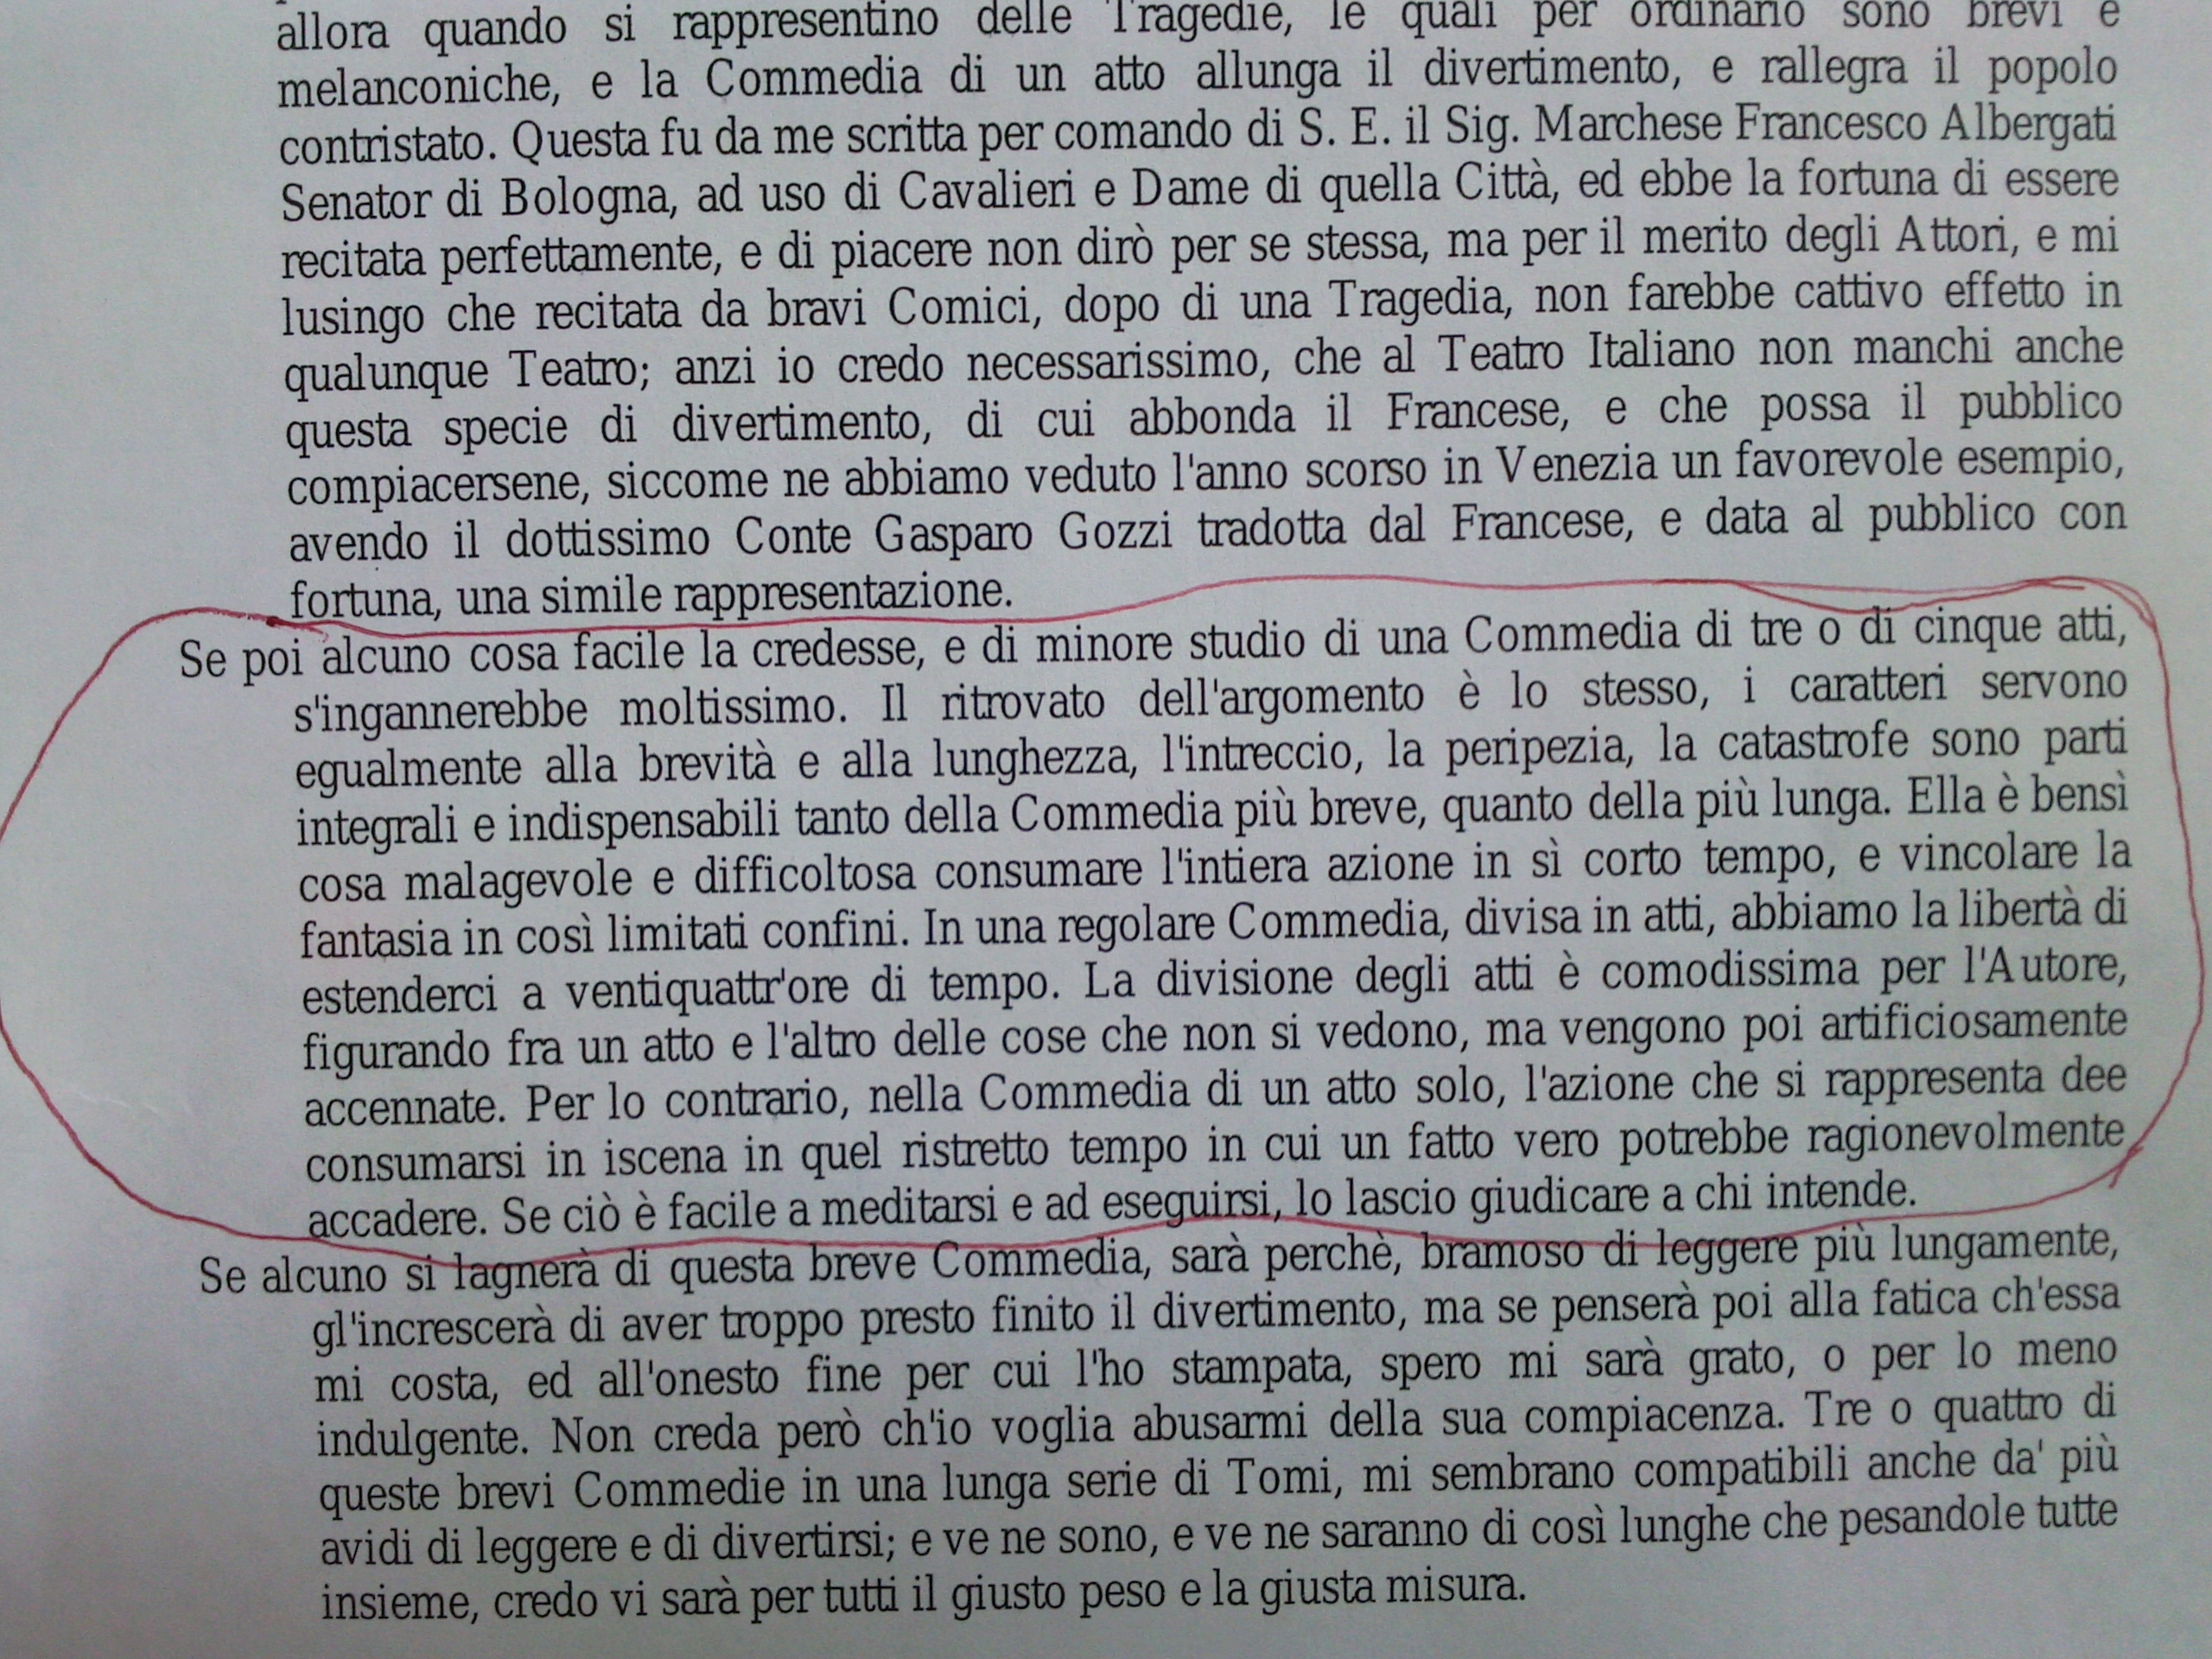 allora quando si rappresentino delle Tragedie, le quali per ordinario sono brevi e
melanconiche, e la Commedia di un atto allunga il divertimento, e rallegra il popolo
contristato. Questa fu da me scritta per comando di S. E. il Sig. Marchese Francesco Albergati
Senator di Bologna, ad uso di Cavalieri e Dame di quella Città, ed ebbe la fortuna di essere
recitata perfettamente, e di piacere non dirò per se stessa, ma per il merito degli Attori, e mi
lusingo che recitata da bravi Comici, dopo di una Tragedia, non farebbe cattivo effetto in
qualunque Teatro; anzi io credo necessarissimo, che al Teatro Italiano non manchi anche
questa specie di divertimento, di cui abbonda il Francese, e che possa il pubblico
compiacersene, siccome ne abbiamo veduto l'anno scorso in Venezia un favorevole esempio,
avendo il dottissimo Conte Gasparo Gozzi tradotta dal Francese, e data al pubblico con
fortuna, una simile rappresentazione.
Se poi alcuno cosa facile la credesse, e di minore studio di una Commedia di tre o di cinque atti,
s'ingannerebbe moltissimo. Il ritrovato dell'argomento è lo stesso, i caratteri servono
egualmente alla brevità e alla lunghezza, l'intreccio, la peripezia, la catastrofe sono parti
integrali e indispensabili tanto della Commedia più breve, quanto della più lunga. Ella è bensì
cosa malagevole e difficoltosa consumare l'intiera azione in sì corto tempo, e vincolare la
fantasia in così limitati confini. In una regolare Commedia, divisa in atti, abbiamo la libertà di
estenderci a ventiquattr'ore di tempo. La divisione degli atti è comodissima per l'Autore,
figurando fra un atto e l'altro delle cose che non si vedono, ma vengono poi artificiosamente
accennate. Per lo contrario, nella Commedia di un atto solo, l'azione che si rappresenta dee
consumarsi in iscena in quel ristretto tempo in cui un fatto vero potrebbe ragionevolmente
accadere. Se ciò è facile a meditarsi e ad eseguirsi, lo lascio giudicare a chi intende.
Se alcuno si lagnerà di questa breve Commedia, sarà perchè, bramoso di leggere più lungamente,
gl'increscerà di aver troppo presto finito il divertimento, ma se penserà poi alla fatica ch'essa
mi costa, ed all'onesto fine per cui l'ho stampata, spero mi sarà grato, o per lo meno
indulgente. Non creda però ch'io voglia abusarmi della sua compiacenza. Tre o quattro di
queste brevi Commedie in una lunga serie di Tomi, mi sembrano compatibili anche da' più
avidi di leggere e di divertirsi; e ve ne sono, e ve ne saranno di così lunghe che pesandole tutte
insieme, credo vi sarà per tutti il giusto peso e la giusta misura.